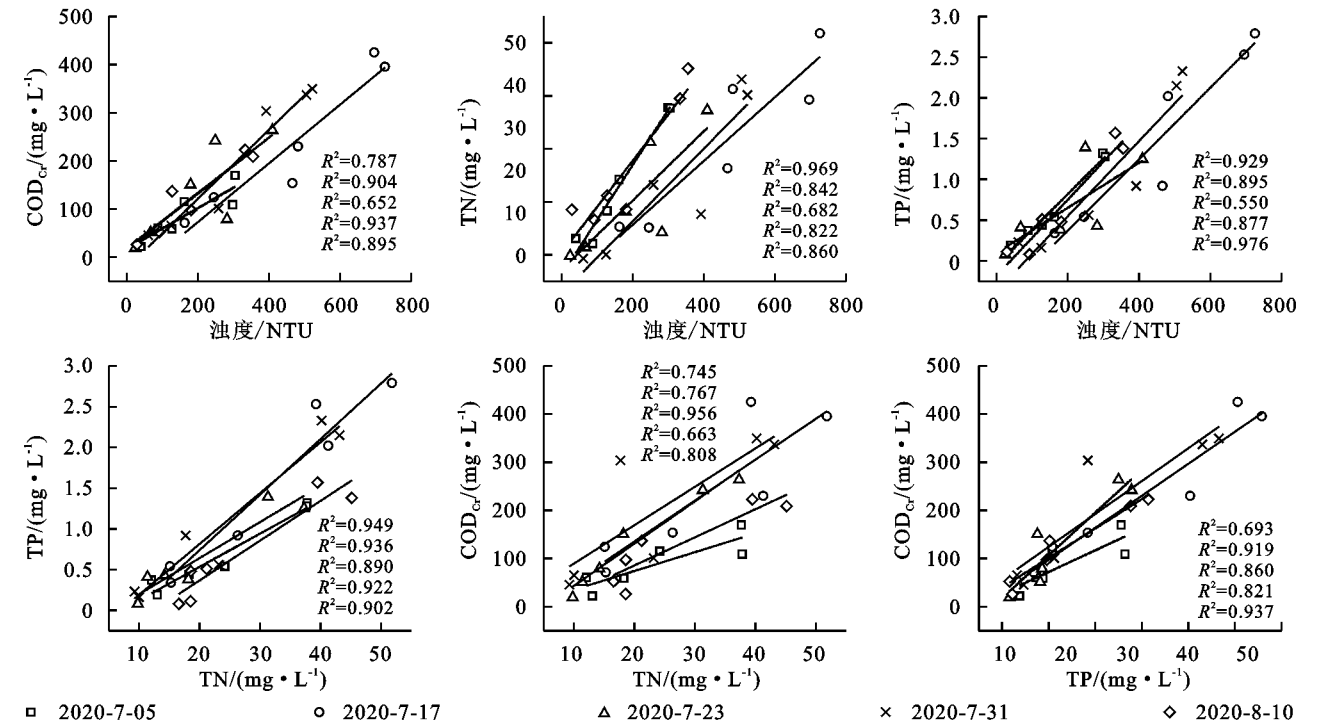 500
400
300
200
100
0
COD_Cr/(mg·L⁻¹)
R²=0.787
R²=0.904
R²=0.652
R²=0.937
R²=0.895
0 200 400 600 800
浊度/NTU
50
40
30
20
10
0
TN/(mg·L⁻¹)
R²=0.969
R²=0.842
R²=0.682
R²=0.822
R²=0.860
0 200 400 600 800
浊度/NTU
3.0
2.5
2.0
1.5
1.0
0.5
0
TP/(mg·L⁻¹)
R²=0.929
R²=0.895
R²=0.550
R²=0.877
R²=0.976
0 200 400 600 800
浊度/NTU
3.0
2.5
2.0
1.5
1.0
0.5
0
TP/(mg·L⁻¹)
R²=0.949
R²=0.936
R²=0.890
R²=0.922
R²=0.902
10 20 30 40 50
TN/(mg·L⁻¹)
500
400
300
200
100
0
COD_Cr/(mg·L⁻¹)
R²=0.745
R²=0.767
R²=0.956
R²=0.663
R²=0.808
10 20 30 40 50
TN/(mg·L⁻¹)
500
400
300
200
100
0
COD_Cr/(mg·L⁻¹)
R²=0.693
R²=0.919
R²=0.860
R²=0.821
R²=0.937
10 20 30 40 50
TP/(mg·L⁻¹)
2020-7-05 2020-7-17 2020-7-23 2020-7-31 2020-8-10